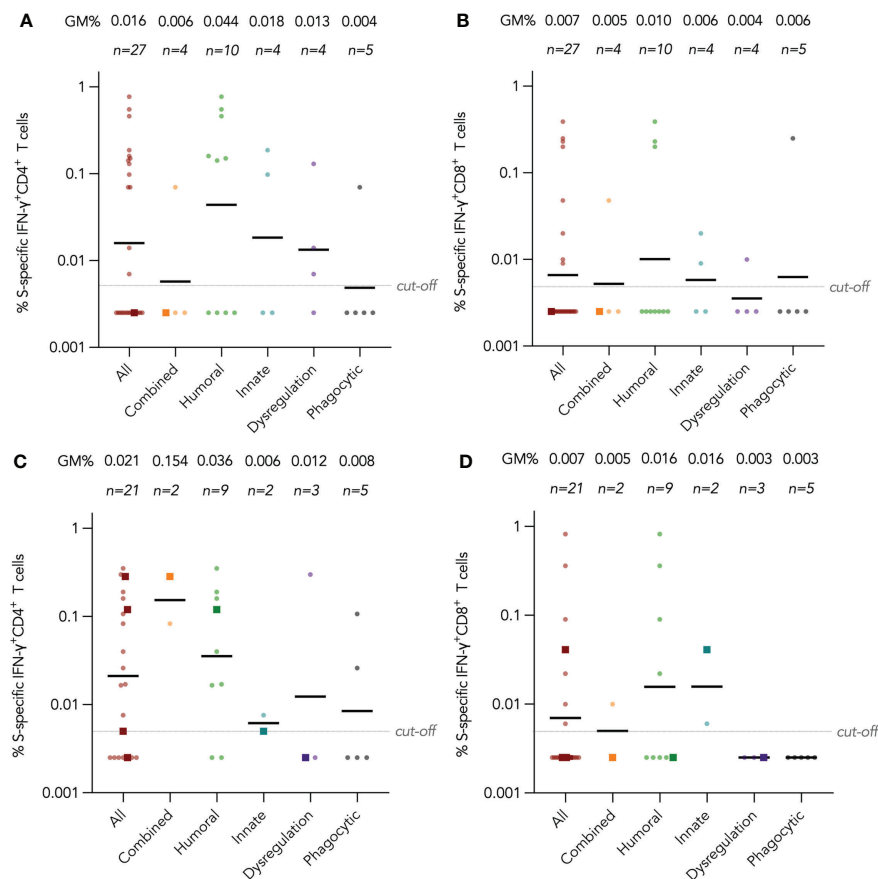 A
GM% 0.016 0.006 0.044 0.018 0.013 0.004
n=27 n=4 n=10 n=4 n=4 n=5
% S-specific IFN-γ⁺CD4⁺ T cells
1
0.1
0.01
0.001
cut-off
All Combined Humoral Innate Dysregulation Phagocytic
B
GM% 0.007 0.005 0.010 0.006 0.004 0.006
n=27 n=4 n=10 n=4 n=4 n=5
% S-specific IFN-γ⁺CD8⁺ T cells
1
0.1
0.01
0.001
cut-off
All Combined Humoral Innate Dysregulation Phagocytic
C
GM% 0.021 0.154 0.036 0.006 0.012 0.008
n=21 n=2 n=9 n=2 n=3 n=5
% S-specific IFN-γ⁺CD4⁺ T cells
1
0.1
0.01
0.001
cut-off
All Combined Humoral Innate Dysregulation Phagocytic
D
GM% 0.007 0.005 0.016 0.016 0.003 0.003
n=21 n=2 n=9 n=2 n=3 n=5
% S-specific IFN-γ⁺CD8⁺ T cells
1
0.1
0.01
0.001
cut-off
All Combined Humoral Innate Dysregulation Phagocytic